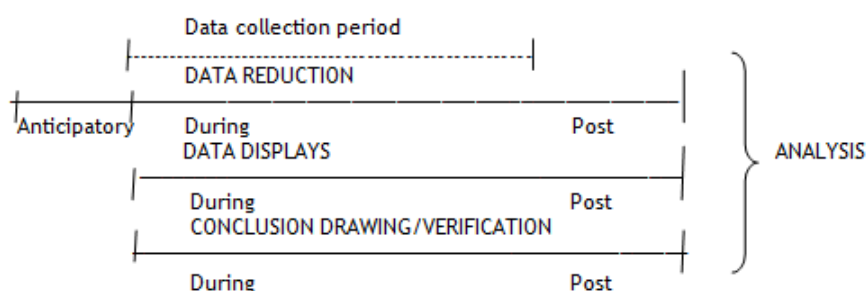 Data collection period
DATA REDUCTION
Anticipatory During Post
DATA DISPLAYS
ANALYSIS
During Post
CONCLUSION DRAWING/VERIFICATION
During Post